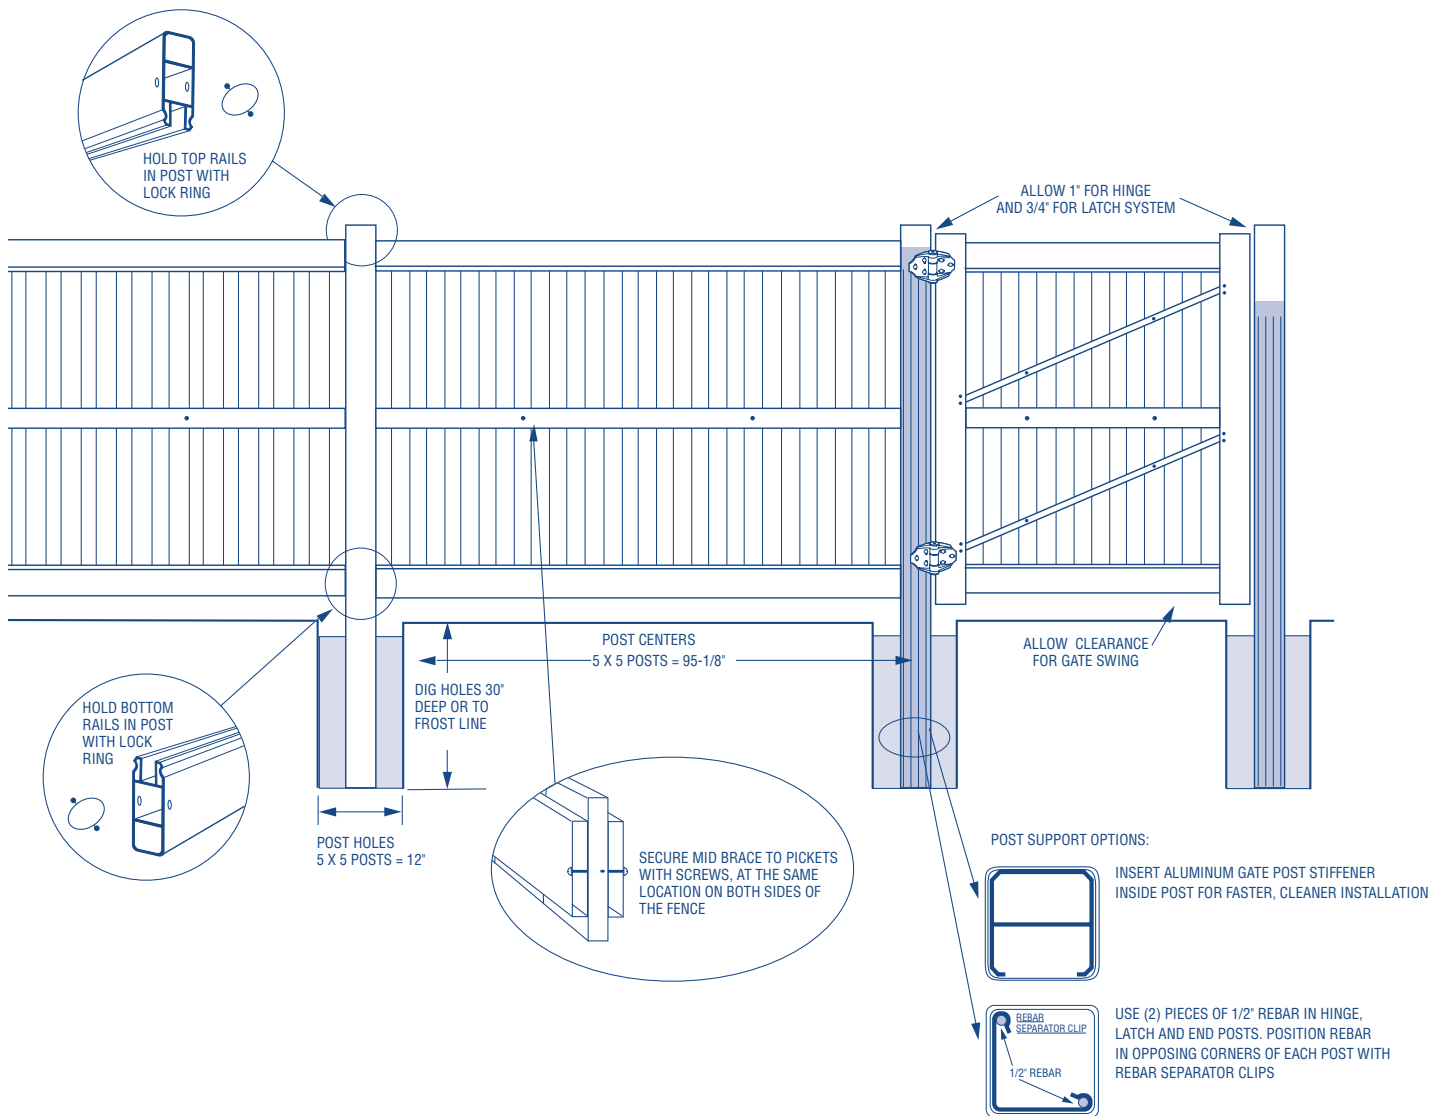 HOLD TOP RAILS
IN POST WITH
LOCK RING
ALLOW 1" FOR HINGE
AND 3/4" FOR LATCH SYSTEM
POST CENTERS
5 X 5 POSTS = 95-1/8"
ALLOW CLEARANCE
FOR GATE SWING
DIG HOLES 30"
DEEP OR TO
FROST LINE
HOLD BOTTOM
RAILS IN POST
WITH LOCK
RING
POST HOLES
5 X 5 POSTS = 12"
SECURE MID BRACE TO PICKETS
WITH SCREWS, AT THE SAME
LOCATION ON BOTH SIDES OF
THE FENCE
POST SUPPORT OPTIONS:
INSERT ALUMINUM GATE POST STIFFENER
INSIDE POST FOR FASTER, CLEANER INSTALLATION
REBAR
SEPARATOR CLIP
1/2" REBAR
USE (2) PIECES OF 1/2" REBAR IN HINGE,
LATCH AND END POSTS. POSITION REBAR
IN OPPOSING CORNERS OF EACH POST WITH
REBAR SEPARATOR CLIPS